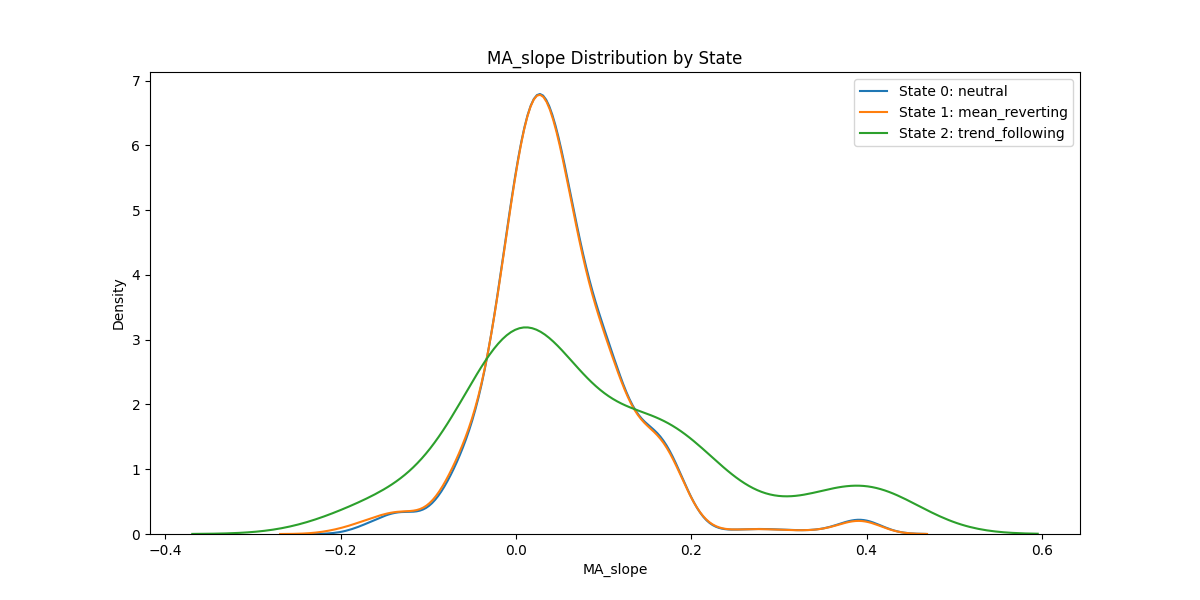 MA_slope Distribution by State
State 0: neutral
State 1: mean_reverting
State 2: trend_following
Density
7
6
5
4
3
2
1
0
−0.4 −0.2 0.0 0.2 0.4 0.6
MA_slope